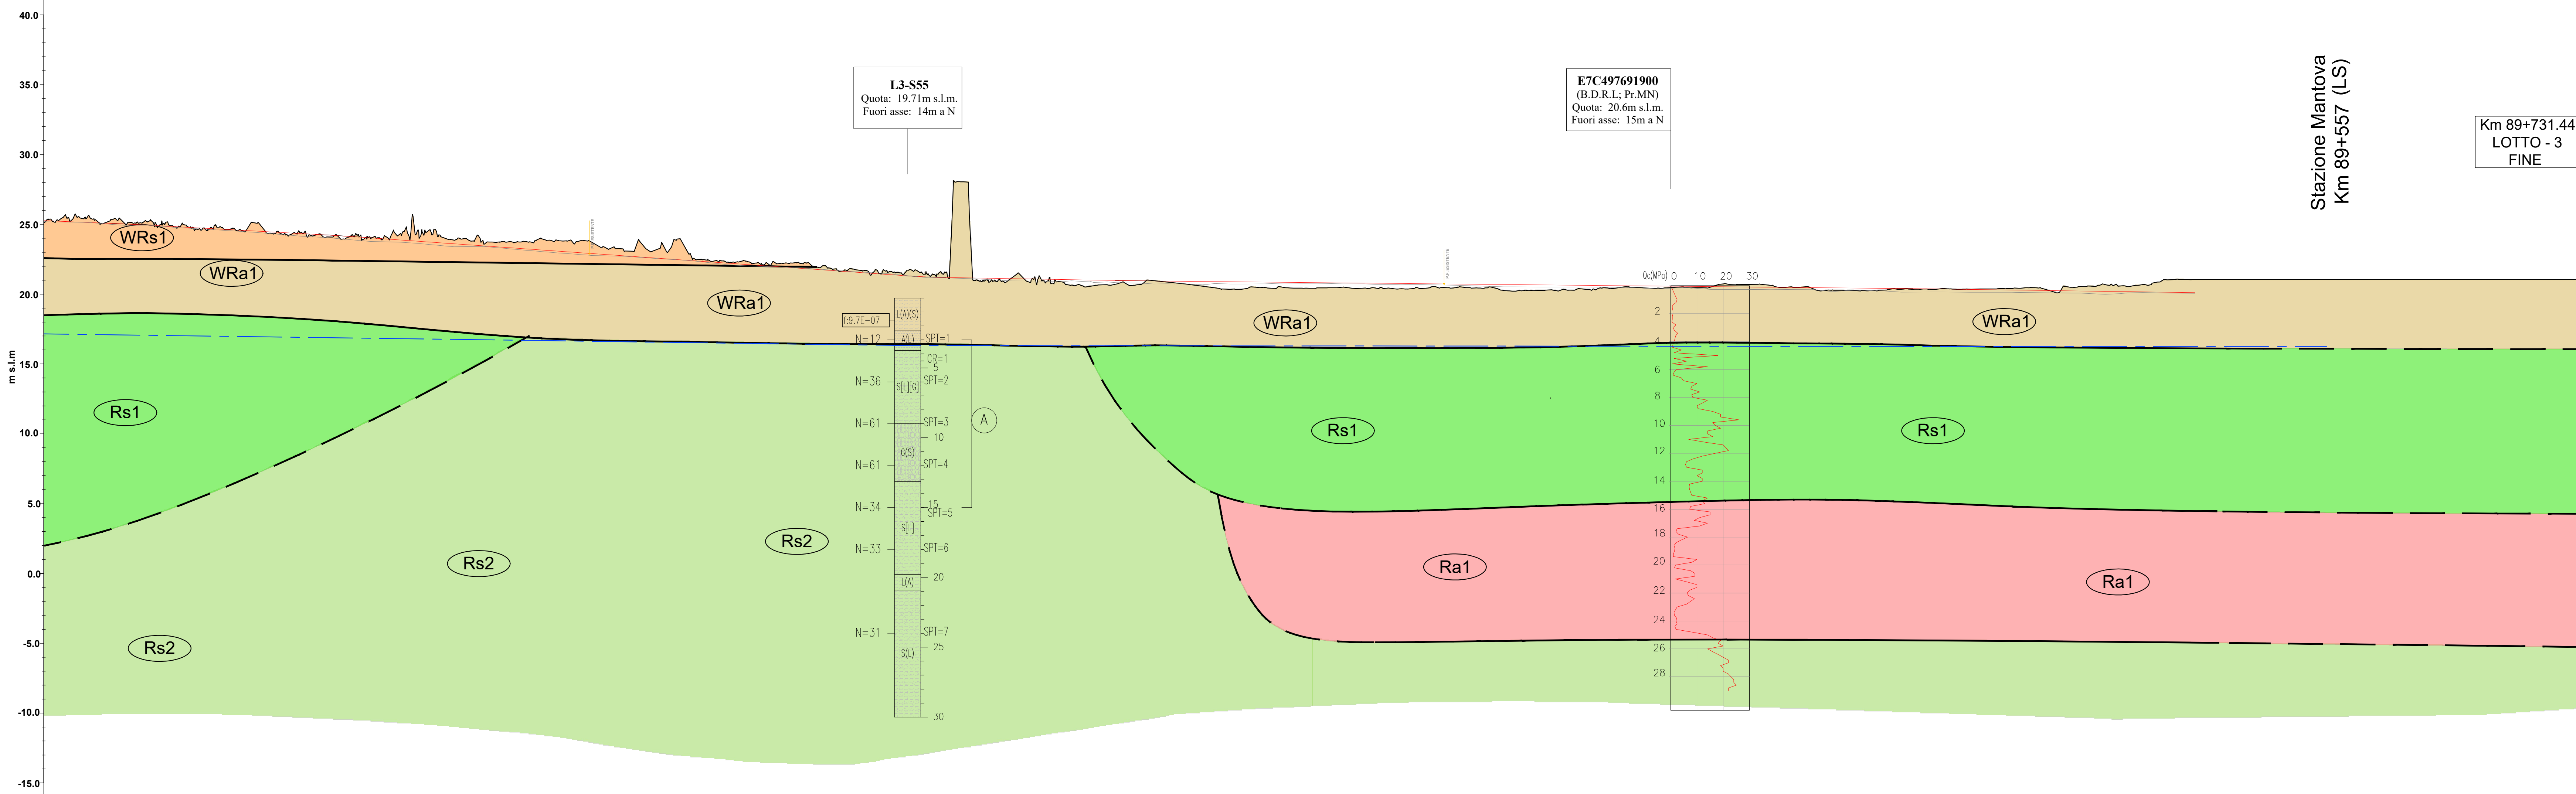 40.0
35.0
30.0
25.0
20.0
15.0
10.0
5.0
0.0
-5.0
-10.0
-15.0
m s.l.m
L3-S55
Quota: 19.71m s.l.m.
Fuori asse: 14m a N
E7C497691900
(B.D.R.L; Pr.MN)
Quota: 20.6m s.l.m.
Fuori asse: 15m a N
Stazione Mantova
Km 89+557 (LS)
Km 89+731.44
LOTTO - 3
FINE
WRs1
WRa1
WRa1
WRa1
WRa1
Rs1
Rs1
Rs1
Rs2
Rs2
Rs2
Ra1
Ra1
f:9.7E-07
L(A)(S)
N=12
A(L)
SPT=1
CR=1
5
N=36
S[L][G]
SPT=2
N=61
SPT=3
10
G(S)
N=61
SPT=4
15
N=34
SPT=5
S[L]
N=33
SPT=6
20
L(A)
N=31
SPT=7
25
S(L)
30
A
Qc(MPa) 0 10 20 30
2
4
6
8
10
12
14
16
18
20
22
24
26
28